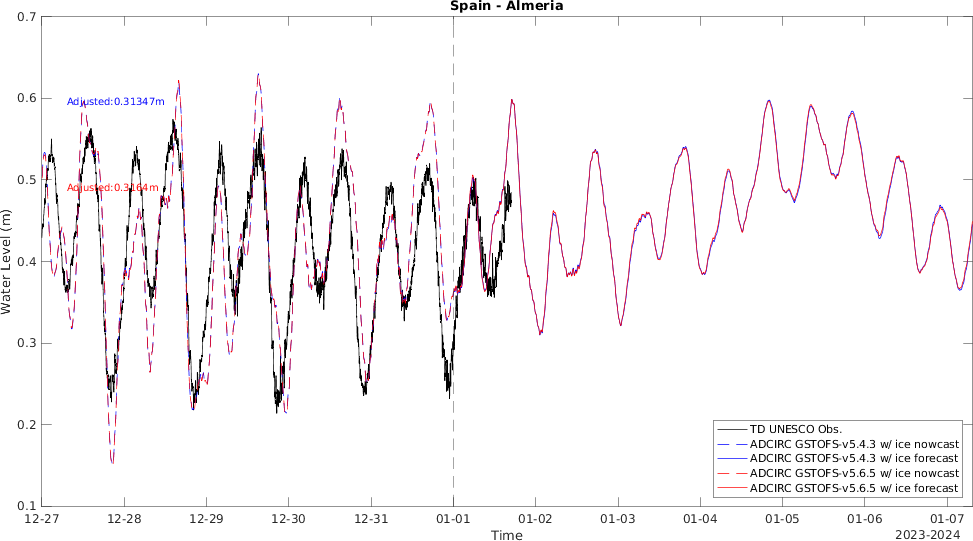 Spain - Almeria
0.7
0.6
0.5
0.4
0.3
0.2
0.1
Water Level (m)
Adjusted:0.31347m
Adjusted:0.3164m
TD UNESCO Obs.
ADCIRC GSTOFS-v5.4.3 w/ ice nowcast
ADCIRC GSTOFS-v5.4.3 w/ ice forecast
ADCIRC GSTOFS-v5.6.5 w/ ice nowcast
ADCIRC GSTOFS-v5.6.5 w/ ice forecast
12-27 12-28 12-29 12-30 12-31 01-01 01-02 01-03 01-04 01-05 01-06 01-07
Time
2023-2024